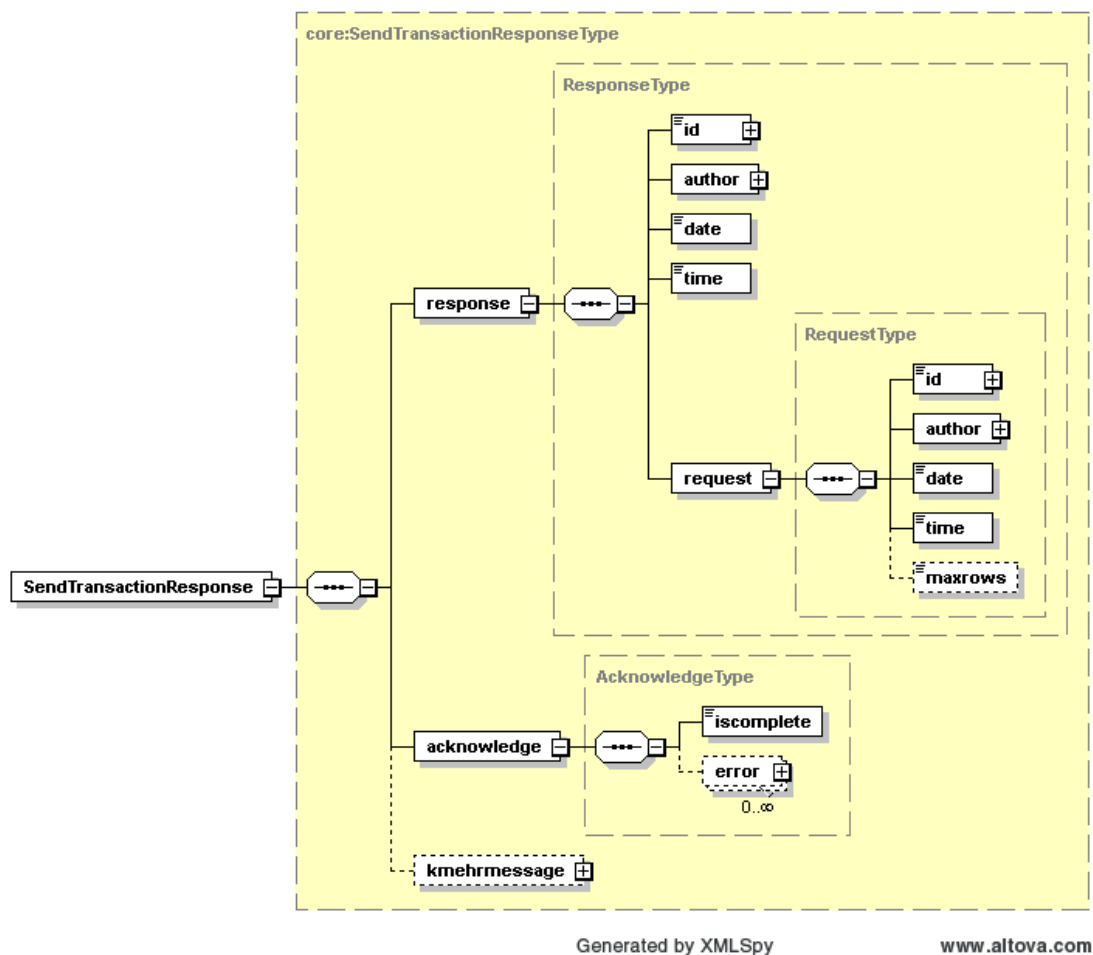 core:SendTransactionResponseType
ResponseType
id
author
date
time
response
RequestType
id
author
date
time
maxrows
request
SendTransactionResponse
AcknowledgeType
iscomplete
acknowledge
error
0..∞
kmehrmessage
Generated by XMLSpy
www.altova.com